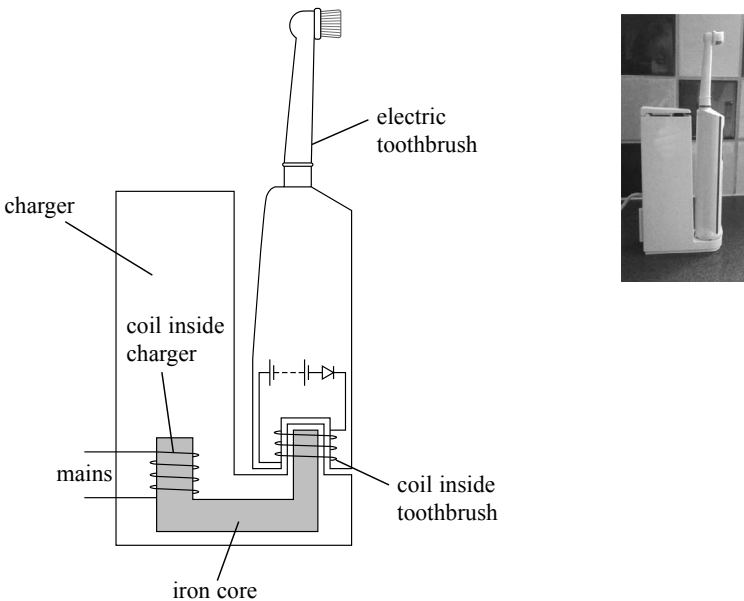 electric
toothbrush
charger
coil inside
charger
mains
coil inside
toothbrush
iron core